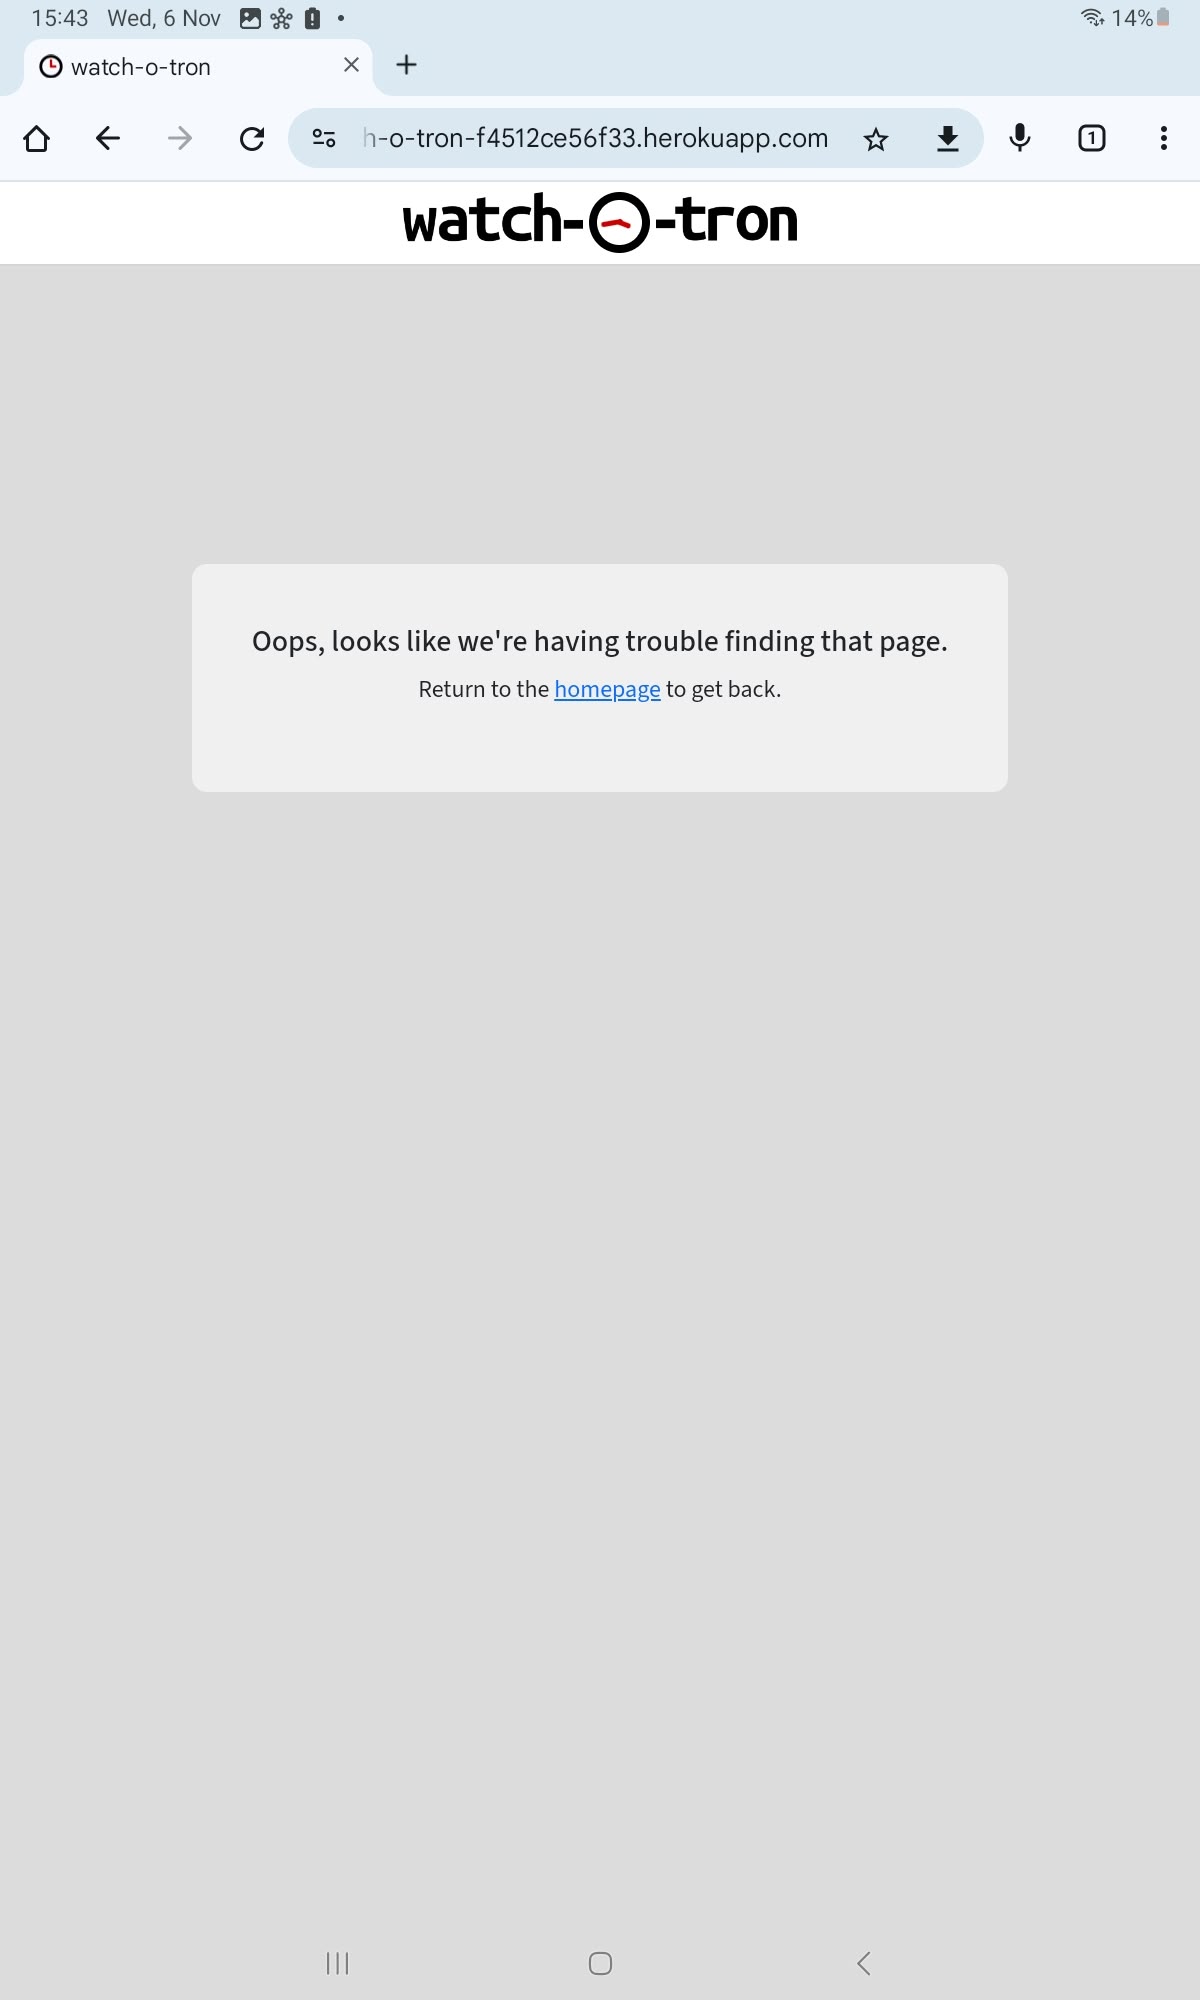 15:43 Wed, 6 Nov 14%
watch-o-tron
h-o-tron-f4512ce56f33.herokuapp.com 1
watch-o-tron
Oops, looks like we're having trouble finding that page.
Return to the homepage to get back.